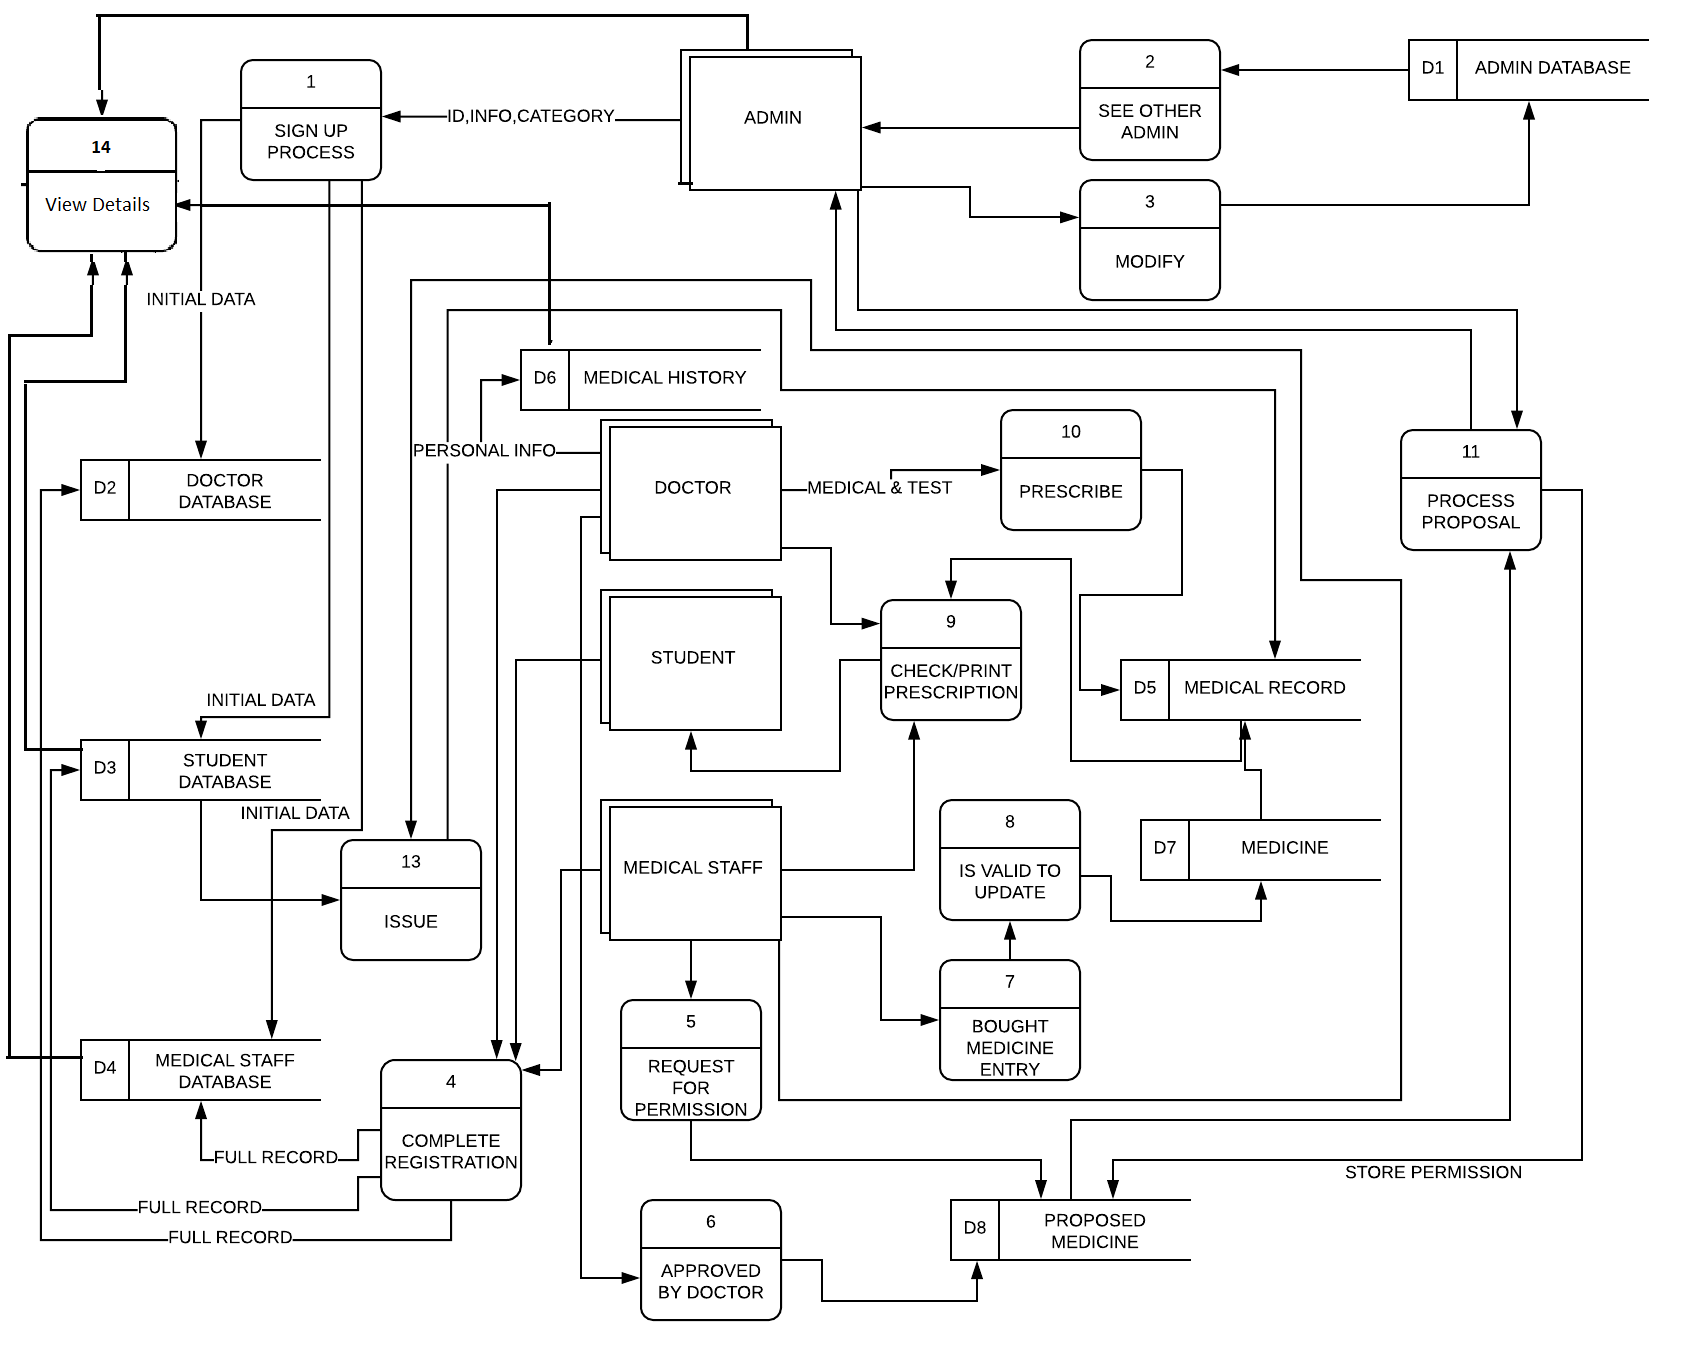 1
SIGN UP
PROCESS
ID,INFO,CATEGORY
ADMIN
2
SEE OTHER
ADMIN
D1
ADMIN DATABASE
14
View Details
3
MODIFY
INITIAL DATA
D6
MEDICAL HISTORY
PERSONAL INFO
DOCTOR
MEDICAL & TEST
10
PRESCRIBE
11
PROCESS
PROPOSAL
D2
DOCTOR
DATABASE
STUDENT
9
CHECK/PRINT
PRESCRIPTION
D5
MEDICAL RECORD
INITIAL DATA
D3
STUDENT
DATABASE
INITIAL DATA
13
ISSUE
MEDICAL STAFF
8
IS VALID TO
UPDATE
D7
MEDICINE
7
BOUGHT
MEDICINE
ENTRY
5
REQUEST
FOR
PERMISSION
D4
MEDICAL STAFF
DATABASE
4
COMPLETE
REGISTRATION
FULL RECORD
FULL RECORD
FULL RECORD
STORE PERMISSION
6
APPROVED
BY DOCTOR
D8
PROPOSED
MEDICINE